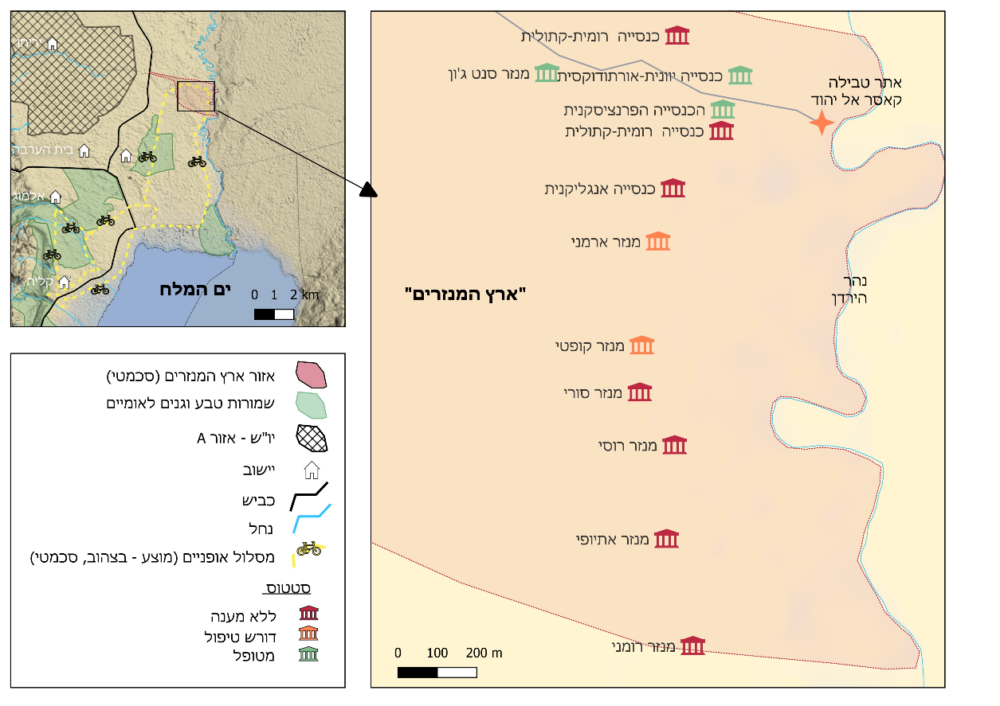 יריחו
בית הערבה
אלמוג
קליה
ים המלח
0 1 2 km
כנסייה רומית-קתולית
מנזר סנט ג'ון
כנסייה יוונית-אורתודוקסית
אתר טבילה
קאסר אל יהוד
הכנסייה הפרנציסקנית
כנסייה רומית-קתולית
כנסייה אנגליקנית
מנזר ארמני
נהר
הירדן
"ארץ המנזרים"
מנזר קופטי
מנזר סורי
מנזר רוסי
מנזר אתיופי
מנזר רומני
0 100 200 m
אזור ארץ המנזרים (סכמטי)
שמורות טבע וגנים לאומיים
יו"ש - אזור A
יישוב
כביש
נחל
מסלול אופניים (מוצע - בצהוב, סכמטי)
סטטוס
ללא מענה
דורש טיפול
מטופל